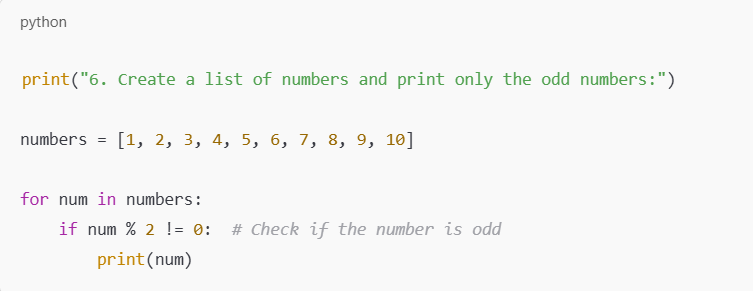 python
print("6. Create a list of numbers and print only the odd numbers:")
numbers = [1, 2, 3, 4, 5, 6, 7, 8, 9, 10]
for num in numbers:
    if num % 2 != 0:  # Check if the number is odd
        print(num)